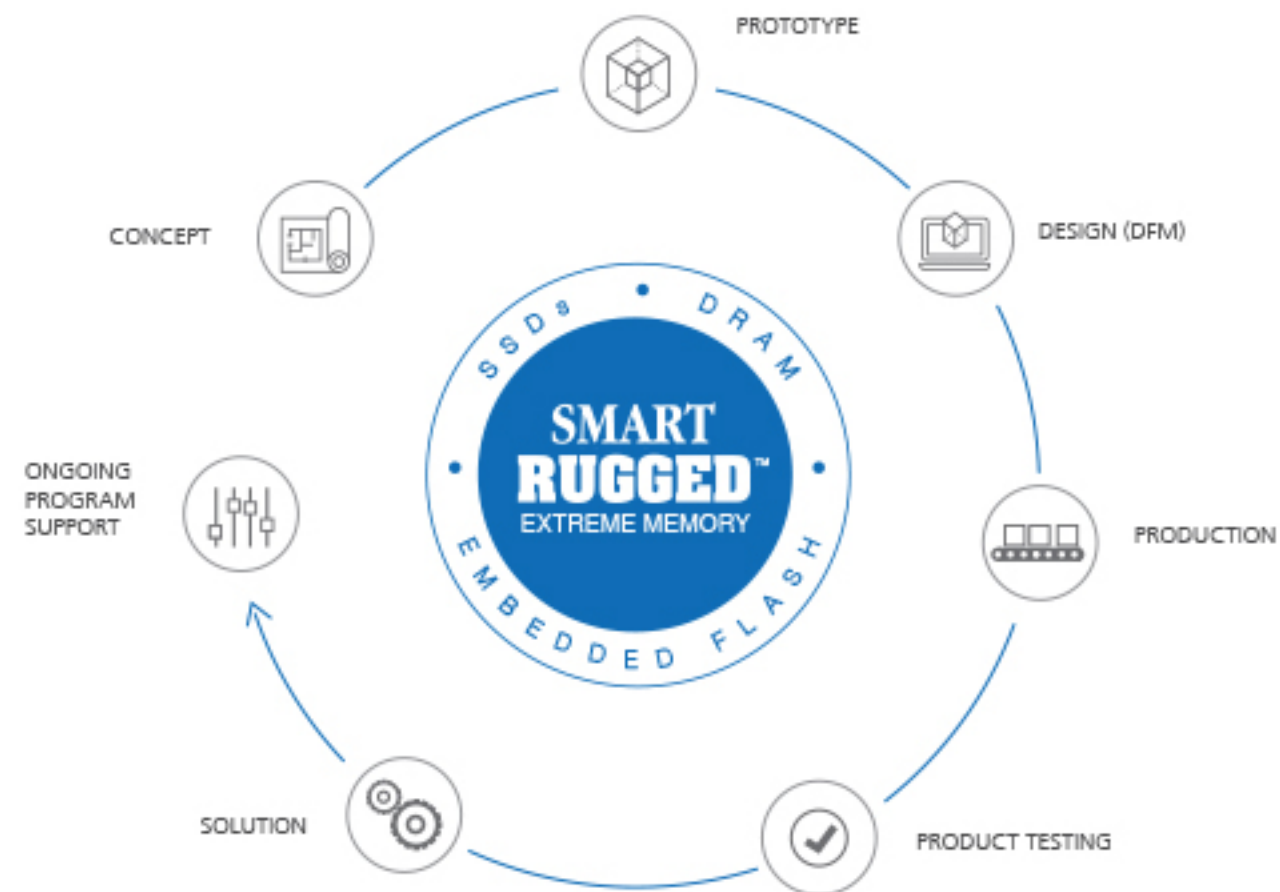 PROTOTYPE
CONCEPT
DESIGN (DFM)
SSDs • DRAM
SMART
RUGGED™
EXTREME MEMORY
• EMBEDDED FLASH •
ONGOING
PROGRAM
SUPPORT
PRODUCTION
SOLUTION
PRODUCT TESTING